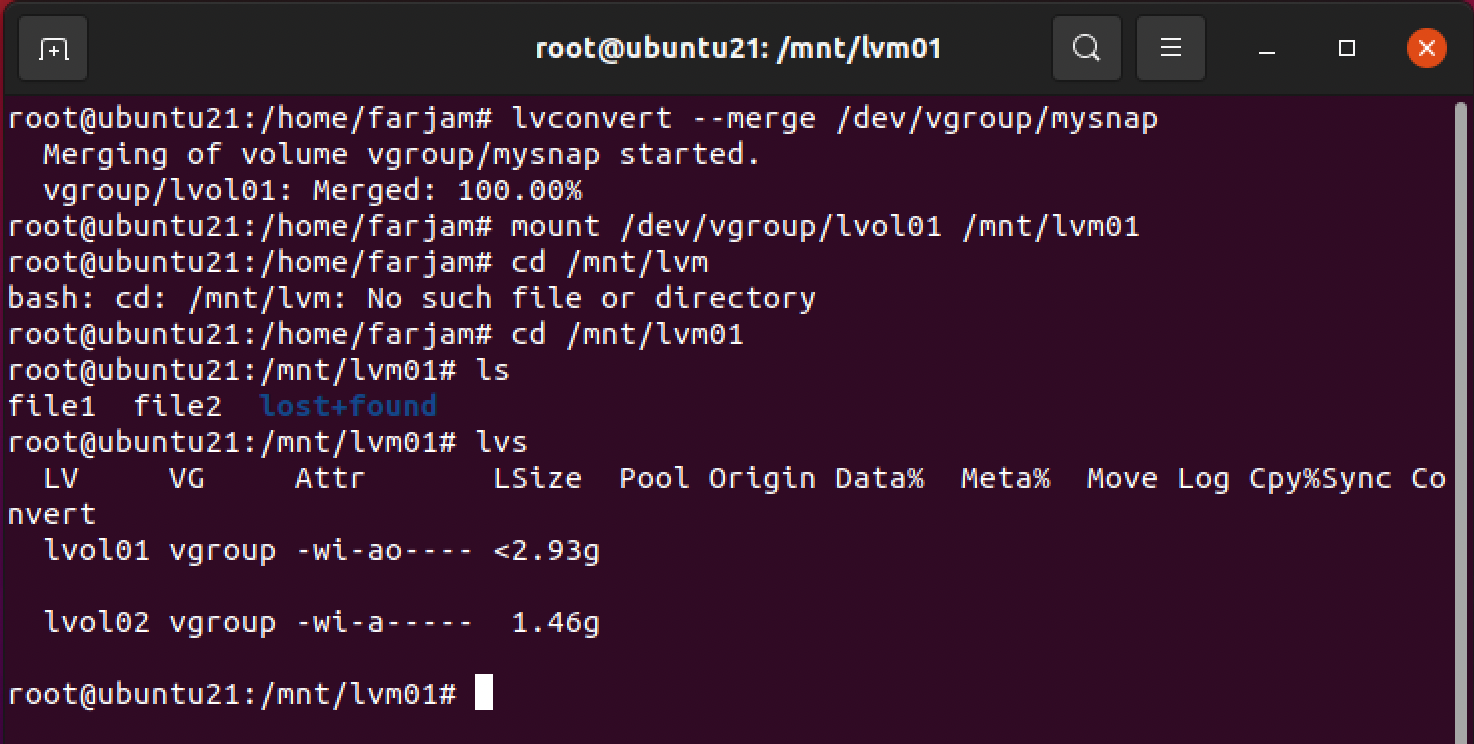 root@ubuntu21: /mnt/lvm01
root@ubuntu21:/home/farjam# lvconvert --merge /dev/vgroup/mysnap
  Merging of volume vgroup/mysnap started.
  vgroup/lvol01: Merged: 100.00%
root@ubuntu21:/home/farjam# mount /dev/vgroup/lvol01 /mnt/lvm01
root@ubuntu21:/home/farjam# cd /mnt/lvm
bash: cd: /mnt/lvm: No such file or directory
root@ubuntu21:/home/farjam# cd /mnt/lvm01
root@ubuntu21:/mnt/lvm01# ls
file1  file2  lost+found
root@ubuntu21:/mnt/lvm01# lvs
  LV     VG     Attr       LSize  Pool Origin Data%  Meta%  Move Log Cpy%Sync Co
nvert
  lvol01 vgroup -wi-ao---- <2.93g
  lvol02 vgroup -wi-a-----  1.46g
root@ubuntu21:/mnt/lvm01#